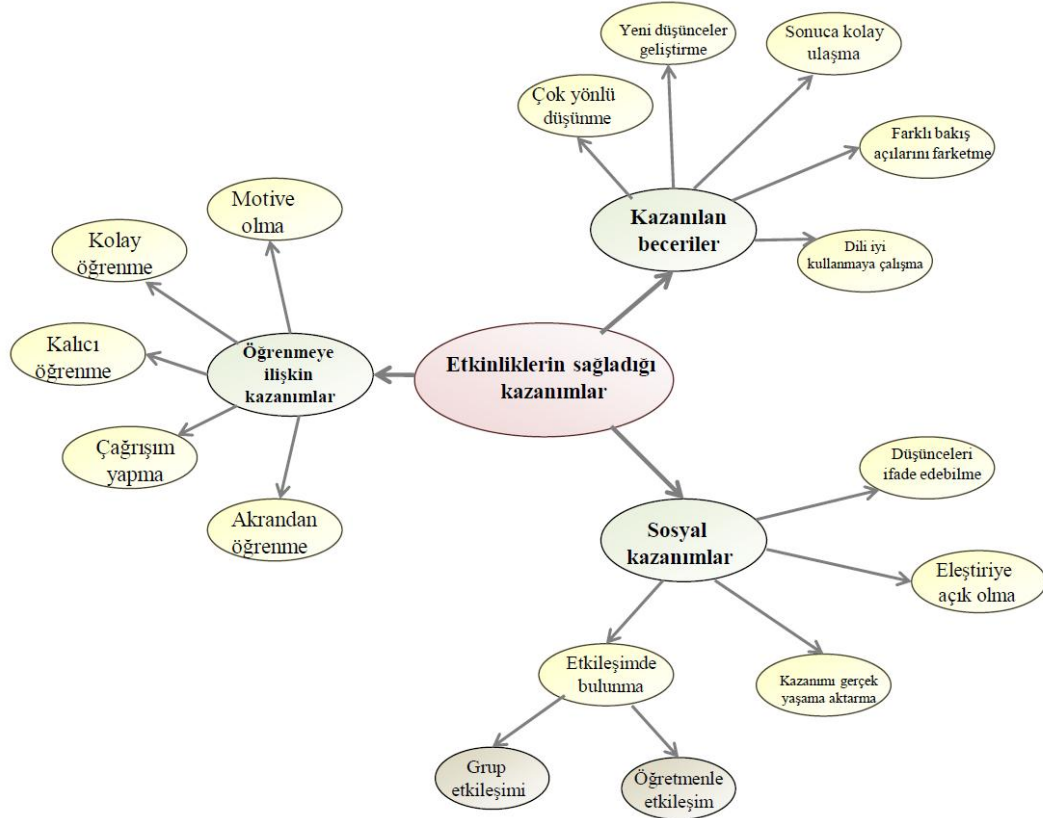 Yeni düşünceler
geliştirme
Sonuca kolay
ulaşma
Çok yönlü
düşünme
Farklı bakış
açılarını farketme
Kazanılan
beceriler
Dili iyi
kullanmaya çalışma
Motive
olma
Kolay
öğrenme
Kalıcı
öğrenme
Öğrenmeye
ilişkin
kazanımlar
Çağrışım
yapma
Akrandan
öğrenme
Etkinliklerin sağladığı
kazanımlar
Sosyal
kazanımlar
Düşünceleri
ifade edebilme
Eleştiriye
açık olma
Kazanımı gerçek
yaşama aktarma
Etkileşimde
bulunma
Grup
etkileşimi
Öğretmenle
etkileşim